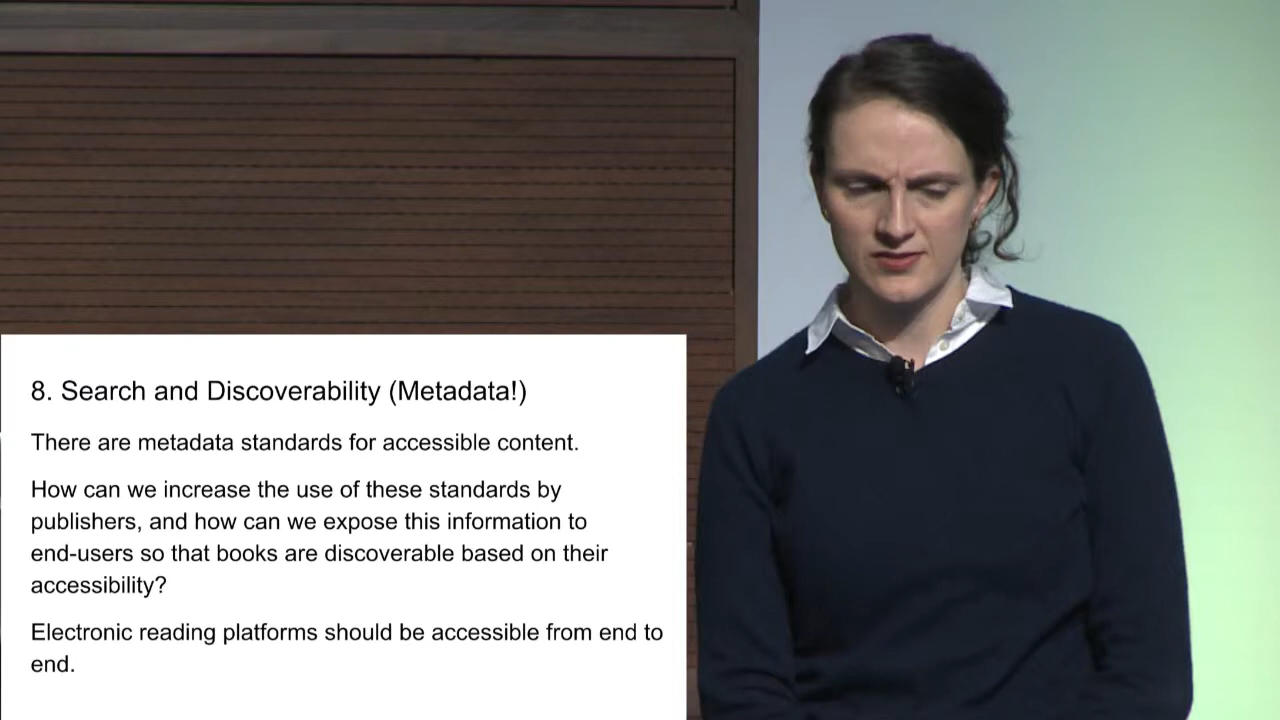 8. Search and Discoverability (Metadata!)
There are metadata standards for accessible content.
How can we increase the use of these standards by
publishers, and how can we expose this information to
end-users so that books are discoverable based on their
accessibility?
Electronic reading platforms should be accessible from end to
end.